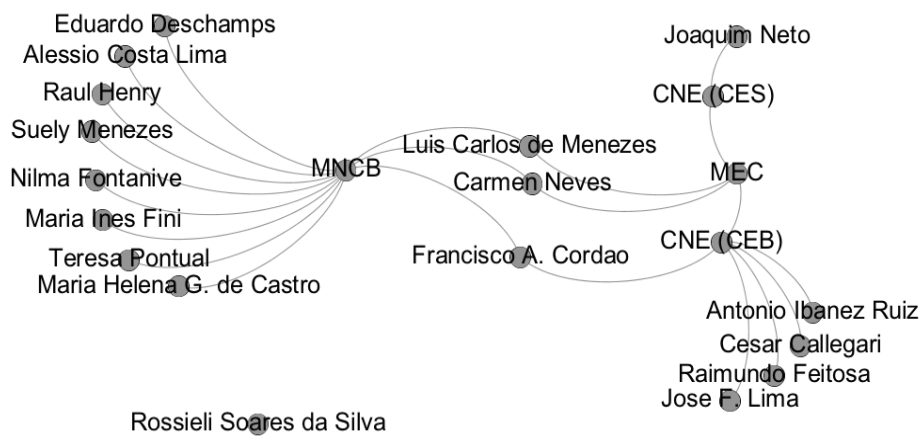 Eduardo Deschamps
Alessio Costa Lima
Raul Henry
Suely Menezes
Nilma Fontanive
Maria Ines Fini
Teresa Pontual
Maria Helena G. de Castro
MNCB
Luis Carlos de Menezes
Carmen Neves
Francisco A. Cordao
Joaquim Neto
CNE (CES)
MEC
CNE (CEB)
Antonio Ibanez Ruiz
Cesar Callegari
Raimundo Feitosa
Jose F. Lima
Rossieli Soares da Silva